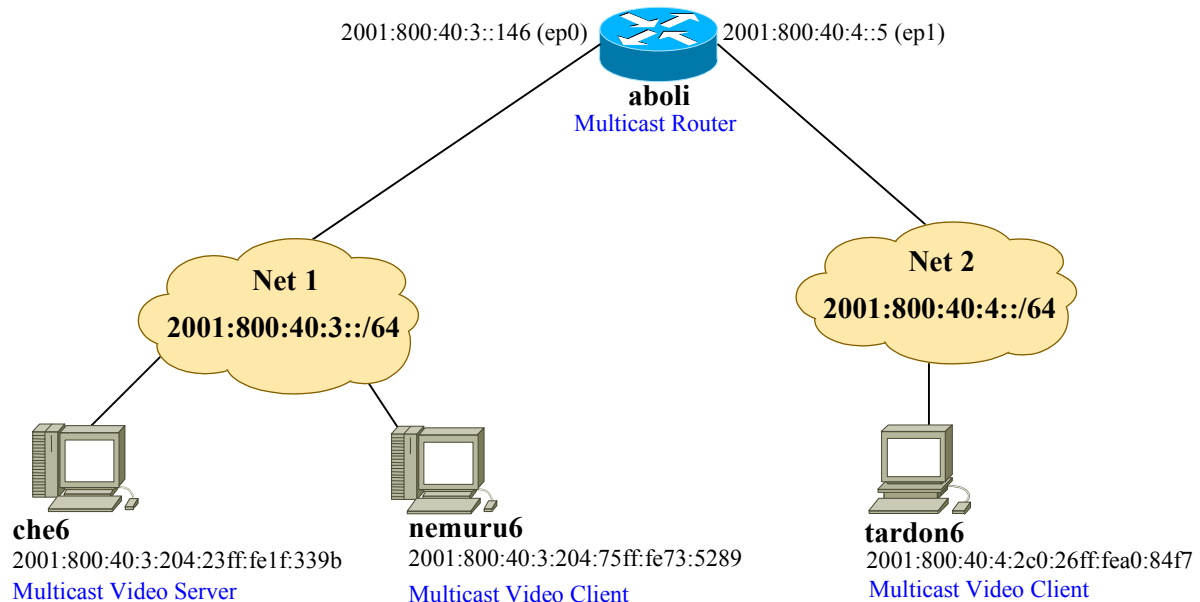 2001:800:40:3::146 (ep0)
2001:800:40:4::5 (ep1)
aboli
Multicast Router
Net 1
2001:800:40:3::/64
Net 2
2001:800:40:4::/64
che6
2001:800:40:3:204:23ff:fe1f:339b
Multicast Video Server
nemuru6
2001:800:40:3:204:75ff:fe73:5289
Multicast Video Client
tardon6
2001:800:40:4:2c0:26ff:fea0:84f7
Multicast Video Client